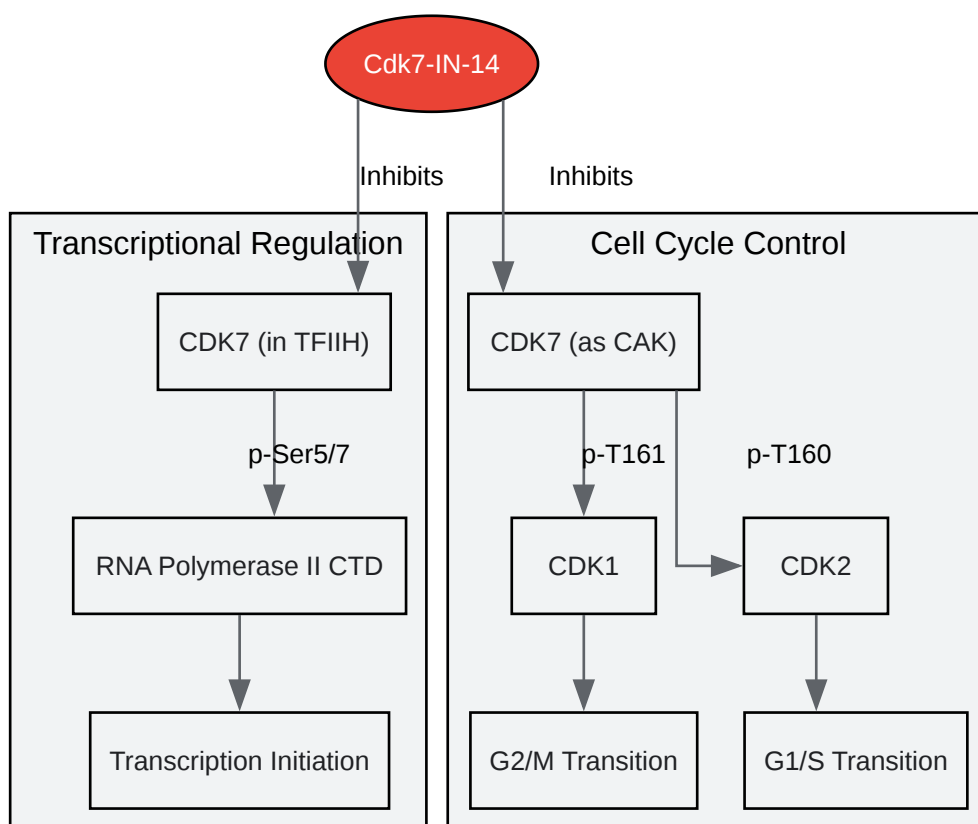 Cdk7-IN-14
Inhibits
Inhibits
Transcriptional Regulation
CDK7 (in TFIIH)
p-Ser5/7
RNA Polymerase II CTD
Transcription Initiation
Cell Cycle Control
CDK7 (as CAK)
p-T161
p-T160
CDK1
CDK2
G2/M Transition
G1/S Transition